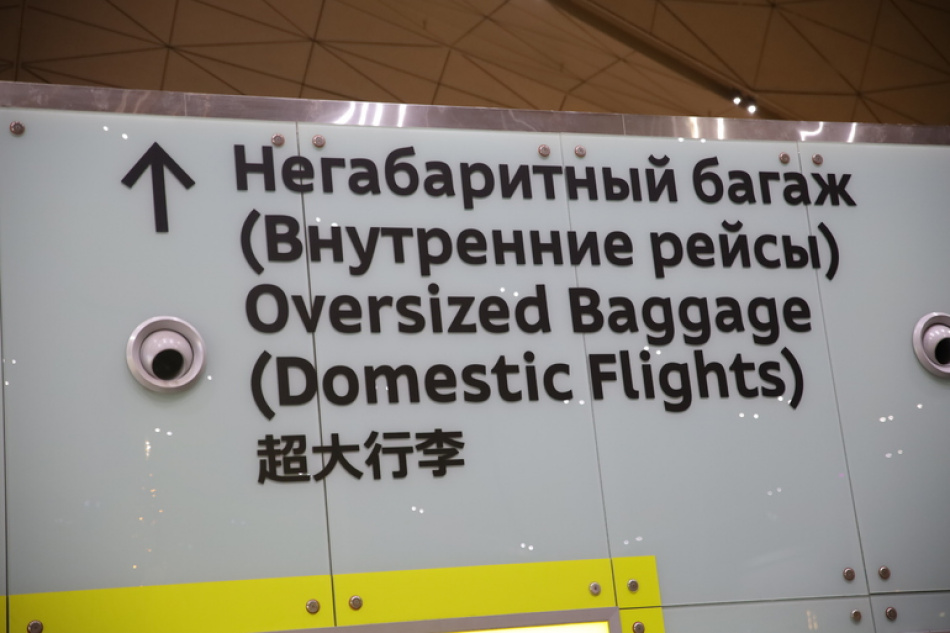 Негабаритный багаж
(Внутренние рейсы)
Oversized Baggage
(Domestic Flights)
超大行李